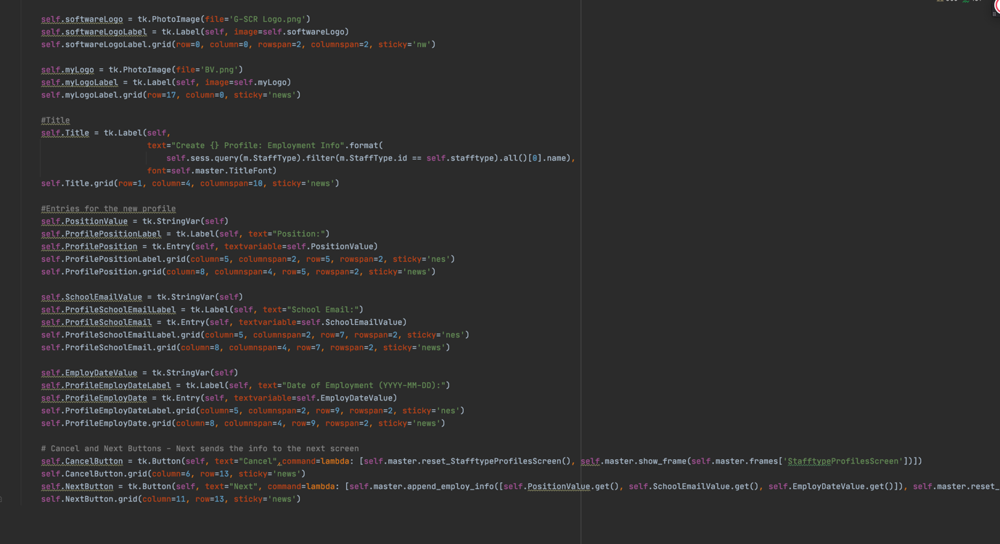 self.softwareLogo = tk.PhotoImage(file='G-SCR Logo.png')
self.softwareLogoLabel = tk.Label(self, image=self.softwareLogo)
self.softwareLogoLabel.grid(row=0, column=0, rowspan=2, columnspan=2, sticky='nw')
self.myLogo = tk.PhotoImage(file='BV.png')
self.myLogoLabel = tk.Label(self, image=self.myLogo)
self.myLogoLabel.grid(row=17, column=0, sticky='news')
#Title
self.Title = tk.Label(self,
text="Create {} Profile: Employment Info".format(
self.sess.query(m.StaffType).filter(m.StaffType.id == self.stafftype).all()[0].name),
font=self.master.TitleFont)
self.Title.grid(row=1, column=4, columnspan=10, sticky='news')
#Entries for the new profile
self.PositionValue = tk.StringVar(self)
self.ProfilePositionLabel = tk.Label(self, text="Position:")
self.ProfilePosition = tk.Entry(self, textvariable=self.PositionValue)
self.ProfilePositionLabel.grid(column=5, columnspan=2, row=5, rowspan=2, sticky='nes')
self.ProfilePosition.grid(column=8, columnspan=4, row=5, rowspan=2, sticky='news')
self.SchoolEmailValue = tk.StringVar(self)
self.ProfileSchoolEmailLabel = tk.Label(self, text="School Email:")
self.ProfileSchoolEmail = tk.Entry(self, textvariable=self.SchoolEmailValue)
self.ProfileSchoolEmailLabel.grid(column=5, columnspan=2, row=7, rowspan=2, sticky='nes')
self.ProfileSchoolEmail.grid(column=8, columnspan=4, row=7, rowspan=2, sticky='news')
self.EmployDateValue = tk.StringVar(self)
self.ProfileEmployDateLabel = tk.Label(self, text="Date of Employment (YYYY-MM-DD):")
self.ProfileEmployDate = tk.Entry(self, textvariable=self.EmployDateValue)
self.ProfileEmployDateLabel.grid(column=5, columnspan=2, row=9, rowspan=2, sticky='nes')
self.ProfileEmployDate.grid(column=8, columnspan=4, row=9, rowspan=2, sticky='news')
# Cancel and Next Buttons - Next sends the info to the next screen
self.CancelButton = tk.Button(self, text="Cancel",command=lambda: [self.master.reset_StafftypeProfilesScreen(), self.master.show_frame(self.master.frames['StafftypeProfilesScreen'])])
self.CancelButton.grid(column=6, row=13, sticky='news')
self.NextButton = tk.Button(self, text="Next", command=lambda: [self.master.append_employ_info([self.PositionValue.get(), self.SchoolEmailValue.get(), self.EmployDateValue.get()]), self.master.reset_
self.NextButton.grid(column=11, row=13, sticky='news')